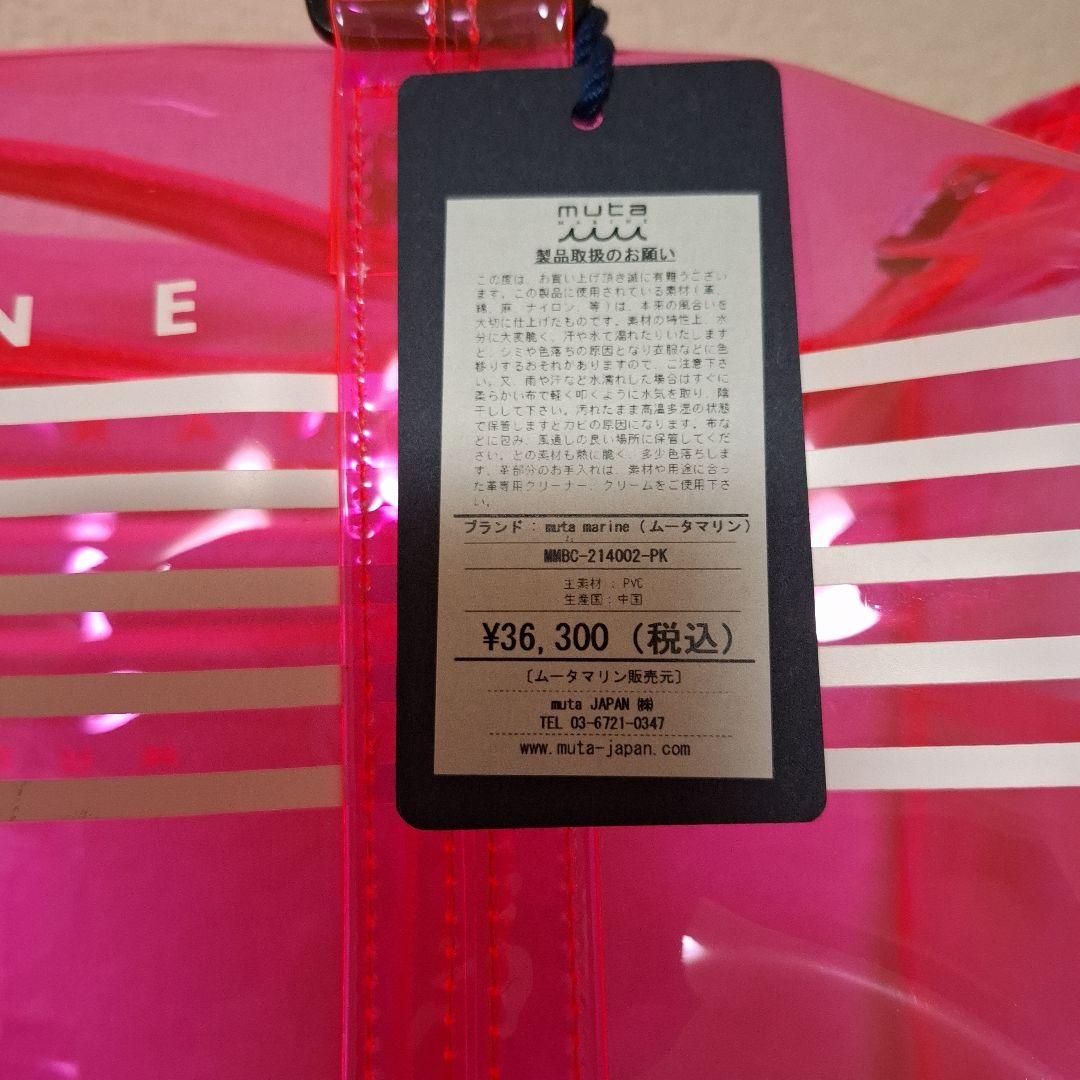 N E
muta
MARINE
製品取扱のお願い
この度は、お買い上げ頂き誠に有難うござい
ます。この製品に使用されている素材(革、
綿、麻、ナイロン、等)は、本来の風合いを
大切に仕上げたものです。素材の特性上、水
分に大変脆く、汗や水で濡れたりいたします
と、シミや色落ちの原因となり衣服などに色
移りするおそれがありますので、ご注意下さ
い。又、雨や汗など水濡れした場合はすぐに
柔らかい布で軽く叩くように水気を取り、陰
干しして下さい。汚れたまま高温多湿の状態
で保管しますとカビの原因になります。布な
どに包み、風通しの良い場所に保管してくだ
さい。どの素材も熱に脆く、多少色落ちしま
す。革部分のお手入れは、素材や用途に合っ
た革専用クリーナー、クリームをご使用下さ
い。
ブランド：muta marine(ムータマリン)
MMBC-214002-PK
主素材：PVC
生産国：中国
¥36,300(税込)
[ムータマリン販売元]
muta JAPAN ㈱
TEL 03-6721-0347
www.muta-japan.com